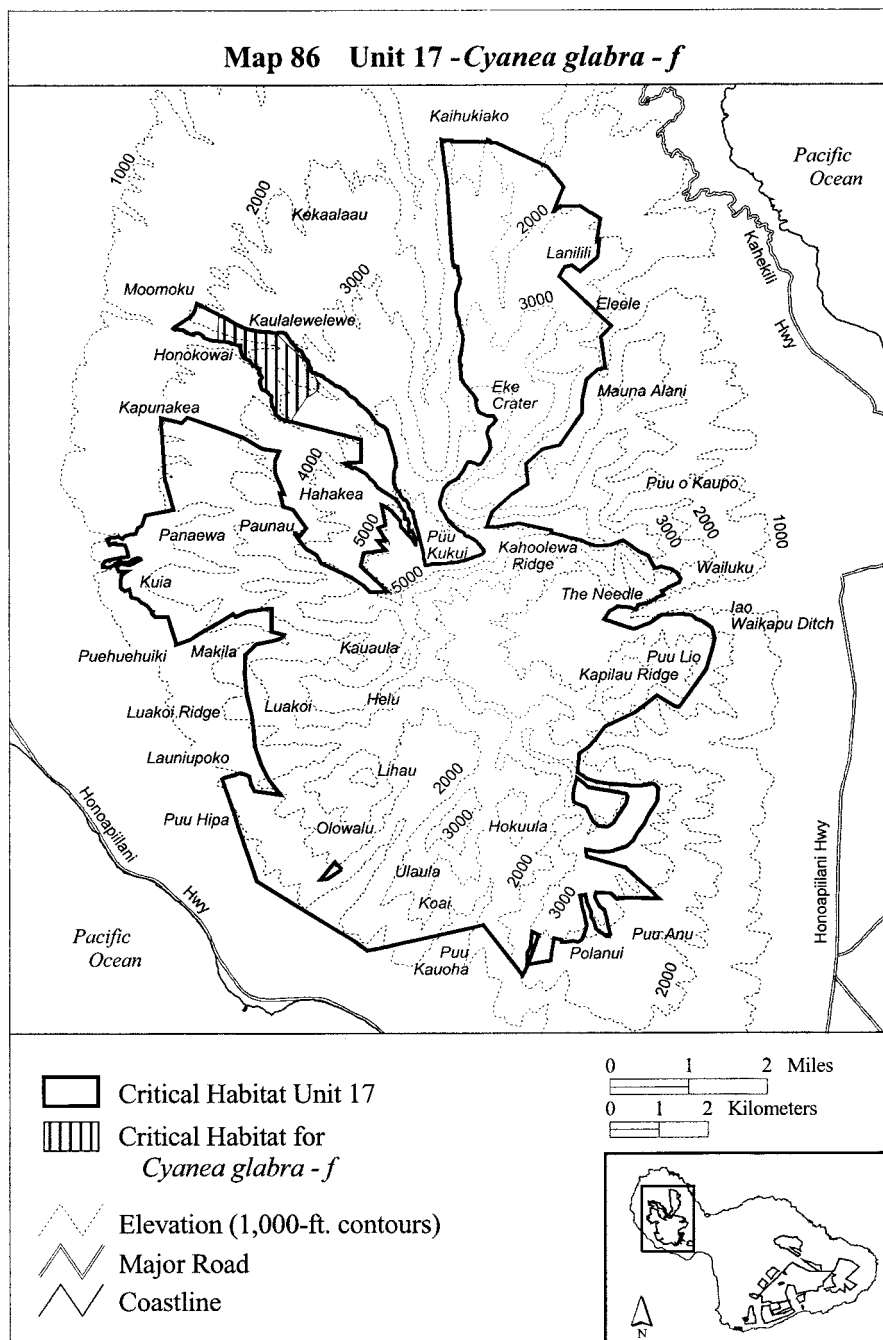 Map 86 Unit 17 - Cyanea glabra - f
Kaihukiako
Pacific
Ocean
1000
2000
Kekaalaau
2000
Kahekili
Hwy
Lanilili
3000
3000
Eleele
Moomoku
Kaulalewelewe
Honokowai
Eke
Crater
Mauna Alani
Kapunakea
4000
Hahakea
Puu o Kaupo
Panaewa
Paunau
5000
Puu
Kukui
Kahoolewa
Ridge
3000
2000
1000
Wailuku
5000
Kuia
The Needle
Iao
Waikapu Ditch
Puehuehuiki
Makila
Kauaula
Puu Lio
Kapilau Ridge
Luakoi Ridge
Luakoi
Helu
Launiupoko
Lihau
2000
Puu Hipa
Olowalu
3000
Hokuula
Honoapiilani
Hwy
Ulaula
2000
Koai
3000
Honoapiilani Hwy
Pacific
Ocean
Puu
Kauoha
Polanui
Puu Anu
2000
0 1 2 Miles
0 1 2 Kilometers
Critical Habitat Unit 17
Critical Habitat for
Cyanea glabra - f
Elevation (1,000-ft. contours)
Major Road
Coastline
N